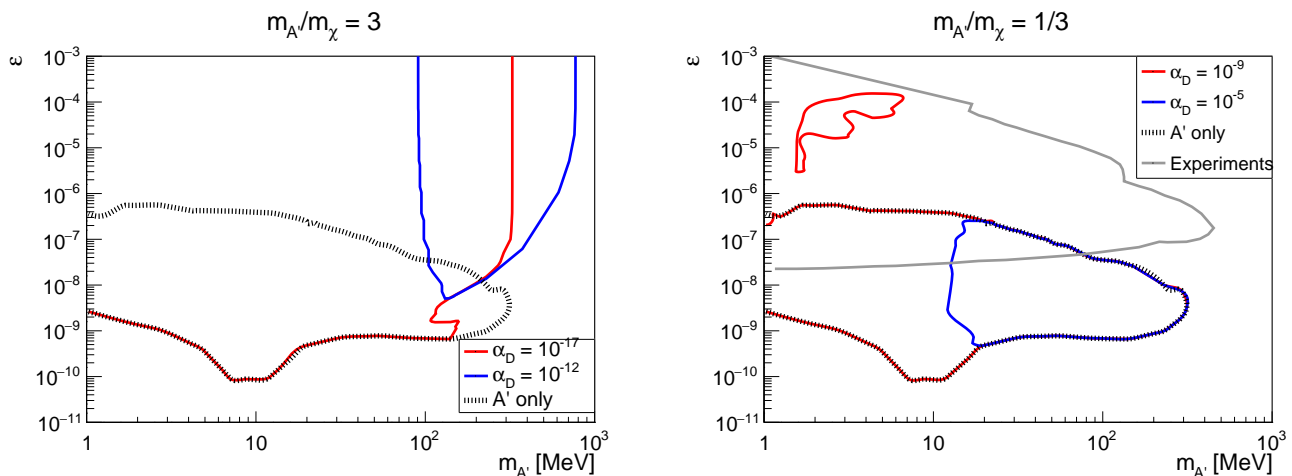 m_A'/m_χ = 3
ε
10^-3
10^-4
10^-5
10^-6
10^-7
10^-8
10^-9
10^-10
10^-11
1
10
10^2
10^3
m_A' [MeV]
α_D = 10^-17
α_D = 10^-12
A' only
m_A'/m_χ = 1/3
ε
10^-3
10^-4
10^-5
10^-6
10^-7
10^-8
10^-9
10^-10
10^-11
1
10
10^2
10^3
m_A' [MeV]
α_D = 10^-9
α_D = 10^-5
A' only
Experiments